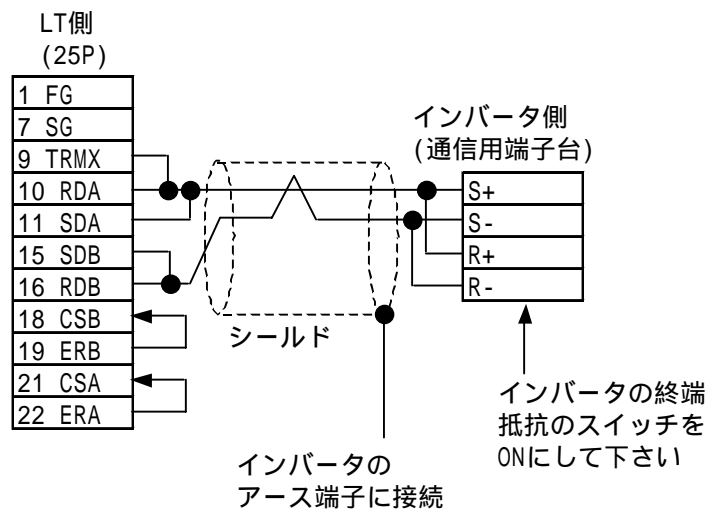 LT側
(25P)
1 FG
7 SG
9 TRMX
10 RDA
11 SDA
15 SDB
16 RDB
18 CSB
19 ERB
21 CSA
22 ERA
シールド
インバータの
アース端子に接続
インバータ側
(通信用端子台)
S+
S-
R+
R-
インバータの終端
抵抗のスイッチを
ONにして下さい